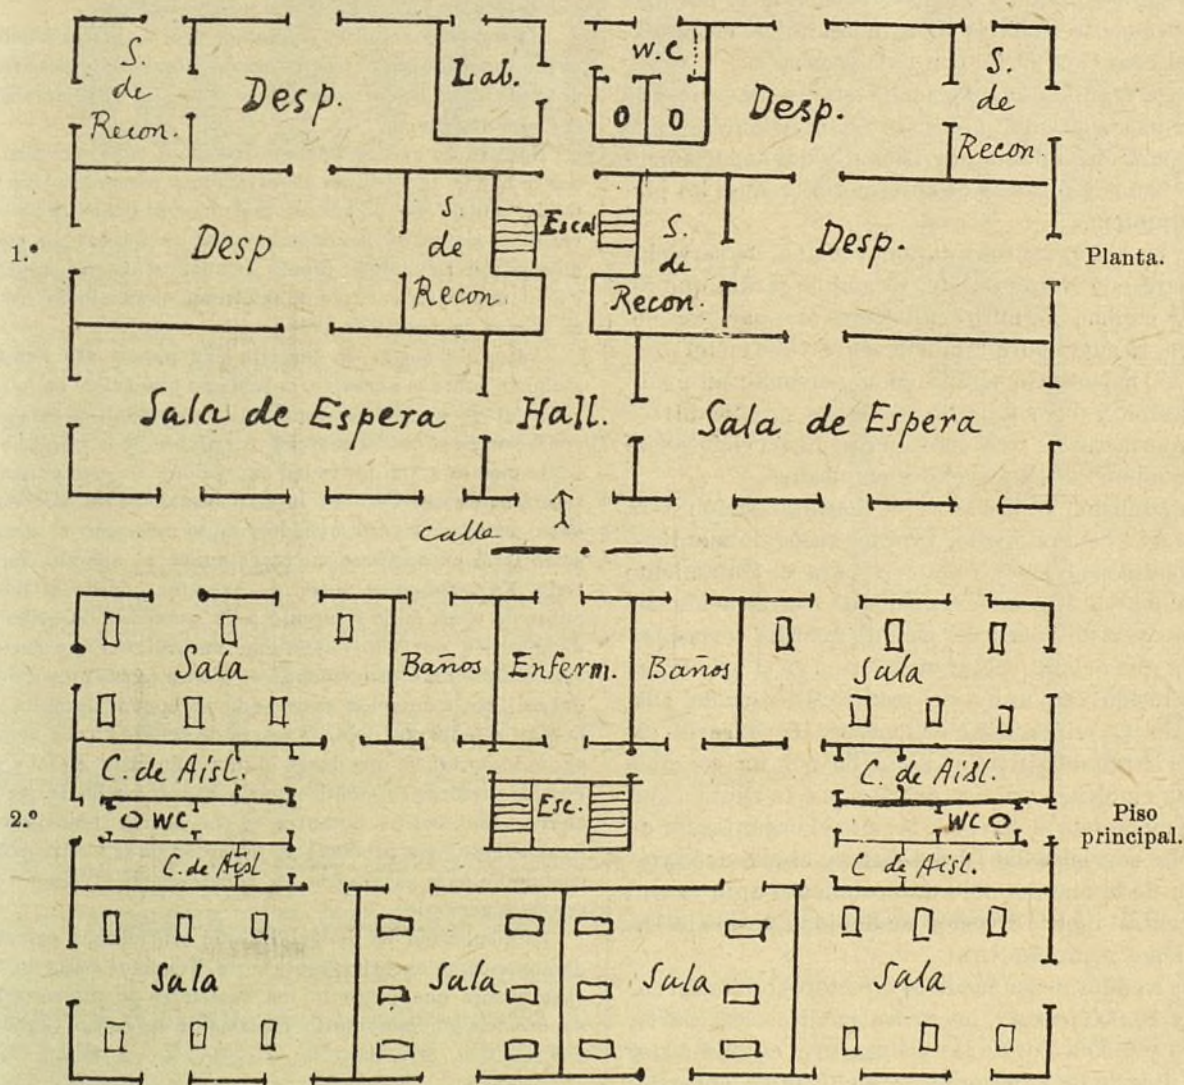 S. de Recon.
Desp.
Lab.
W.C
Desp.
S. de Recon
1.º
Desp
S de Recon
Escal
S. de Recon.
Desp.
Planta.
Sala de Espera
Hall.
Sala de Espera
calle
Sala
Baños
Enferm.
Baños
Sala
C. de Aisl.
C. de Aisl.
2.º
WC
Esc.
WC
Piso principal.
C. de Aisl
C de Aisl.
Sala
Sala
Sala
Sala